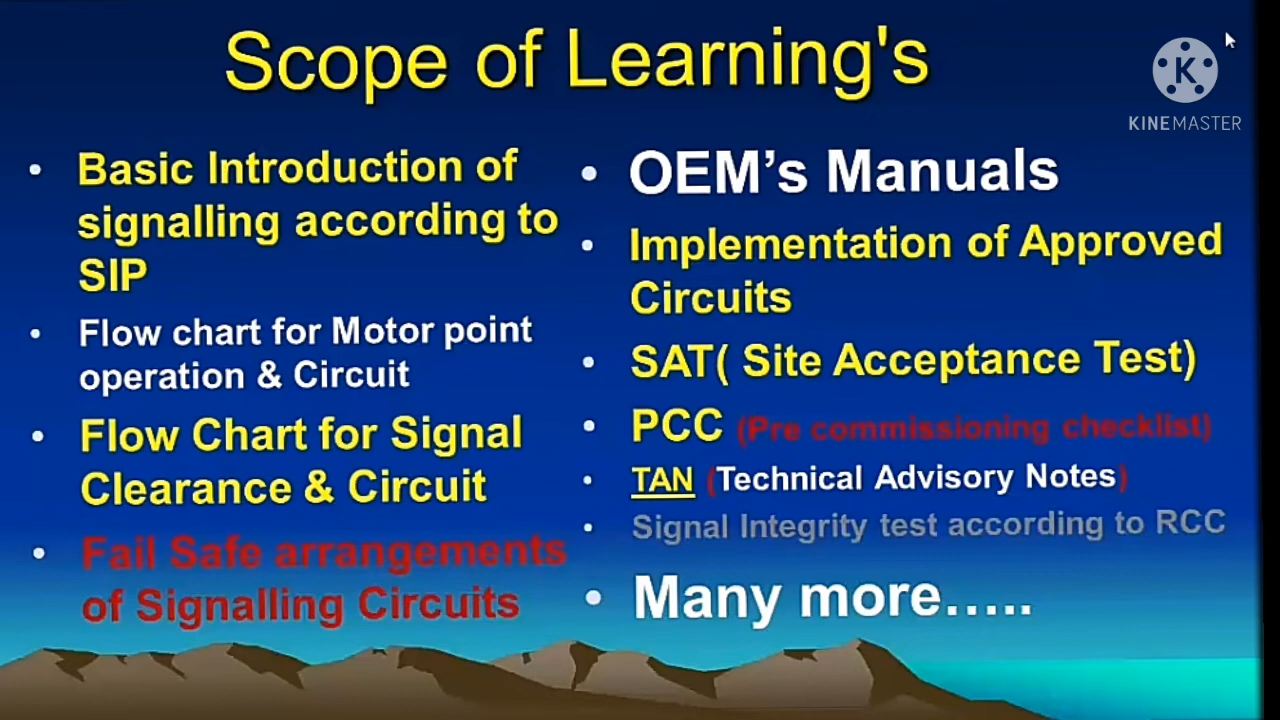 Scope of Learning's
KINEMASTER
Basic Introduction of
signalling according to
SIP
Flow chart for Motor point
operation & Circuit
Flow Chart for Signal
Clearance & Circuit
Fail Safe arrangements
of Signalling Circuits
OEM’s Manuals
Implementation of Approved
Circuits
SAT( Site Acceptance Test)
PCC (Pre commissioning checklist)
TAN (Technical Advisory Notes)
Signal Integrity test according to RCC
Many more…..